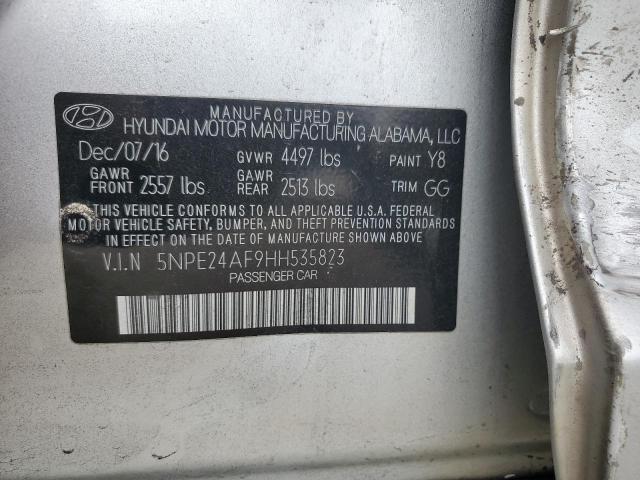 MANUFACTURED BY
HYUNDAI MOTOR MANUFACTURING ALABAMA, LLC
Dec/07/16 GVWR 4497 lbs PAINT Y8
GAWR FRONT 2557 lbs GAWR REAR 2513 lbs TRIM GG
THIS VEHICLE CONFORMS TO ALL APPLICABLE U.S.A. FEDERAL
MOTOR VEHICLE SAFETY, BUMPER, AND THEFT PREVENTION STANDARDS
IN EFFECT ON THE DATE OF MANUFACTURE SHOWN ABOVE.
V.I.N 5NPE24AF9HH535823
PASSENGER CAR